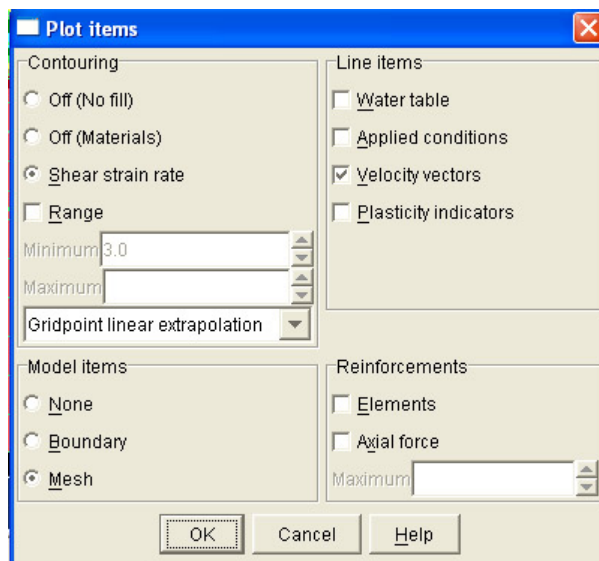 Plot items
Contouring
Off (No fill)
Off (Materials)
Shear strain rate
Range
Minimum 3.0
Maximum
Gridpoint linear extrapolation
Line items
Water table
Applied conditions
Velocity vectors
Plasticity indicators
Model items
None
Boundary
Mesh
Reinforcements
Elements
Axial force
Maximum
OK
Cancel
Help